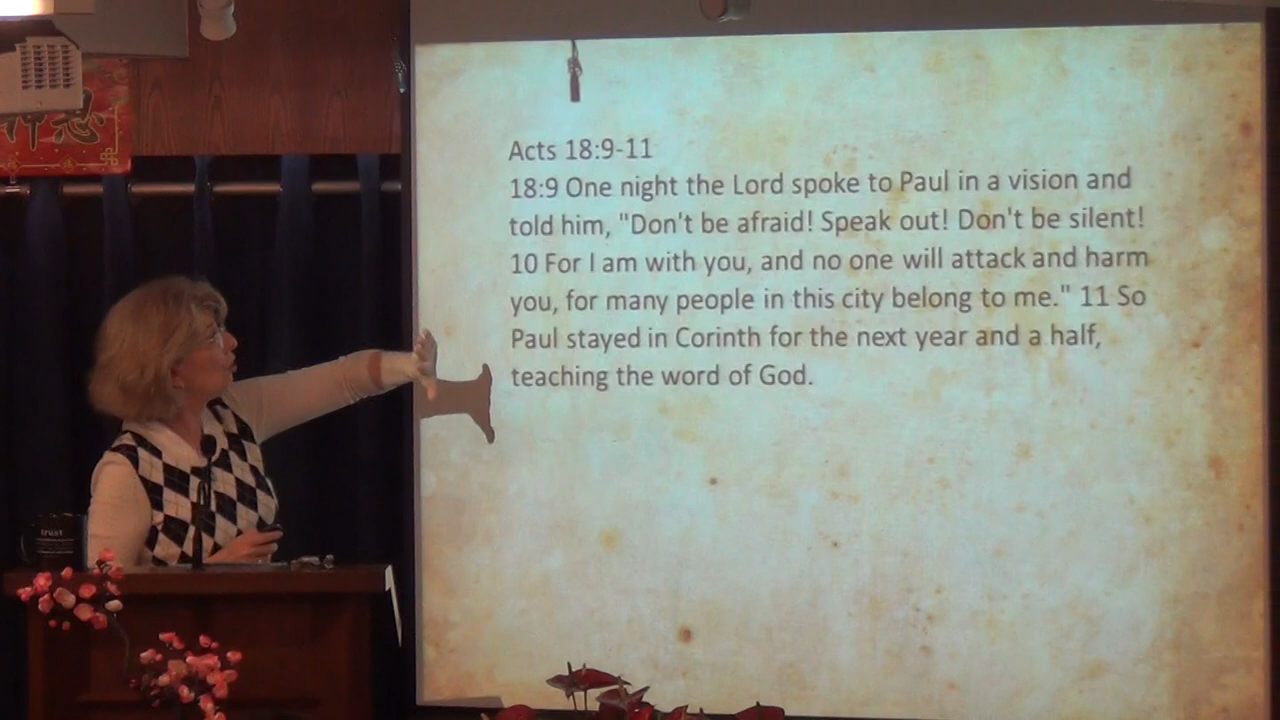 神恩
Acts 18:9-11
18:9 One night the Lord spoke to Paul in a vision and
told him, "Don't be afraid! Speak out! Don't be silent!
10 For I am with you, and no one will attack and harm
you, for many people in this city belong to me." 11 So
Paul stayed in Corinth for the next year and a half,
teaching the word of God.
trust